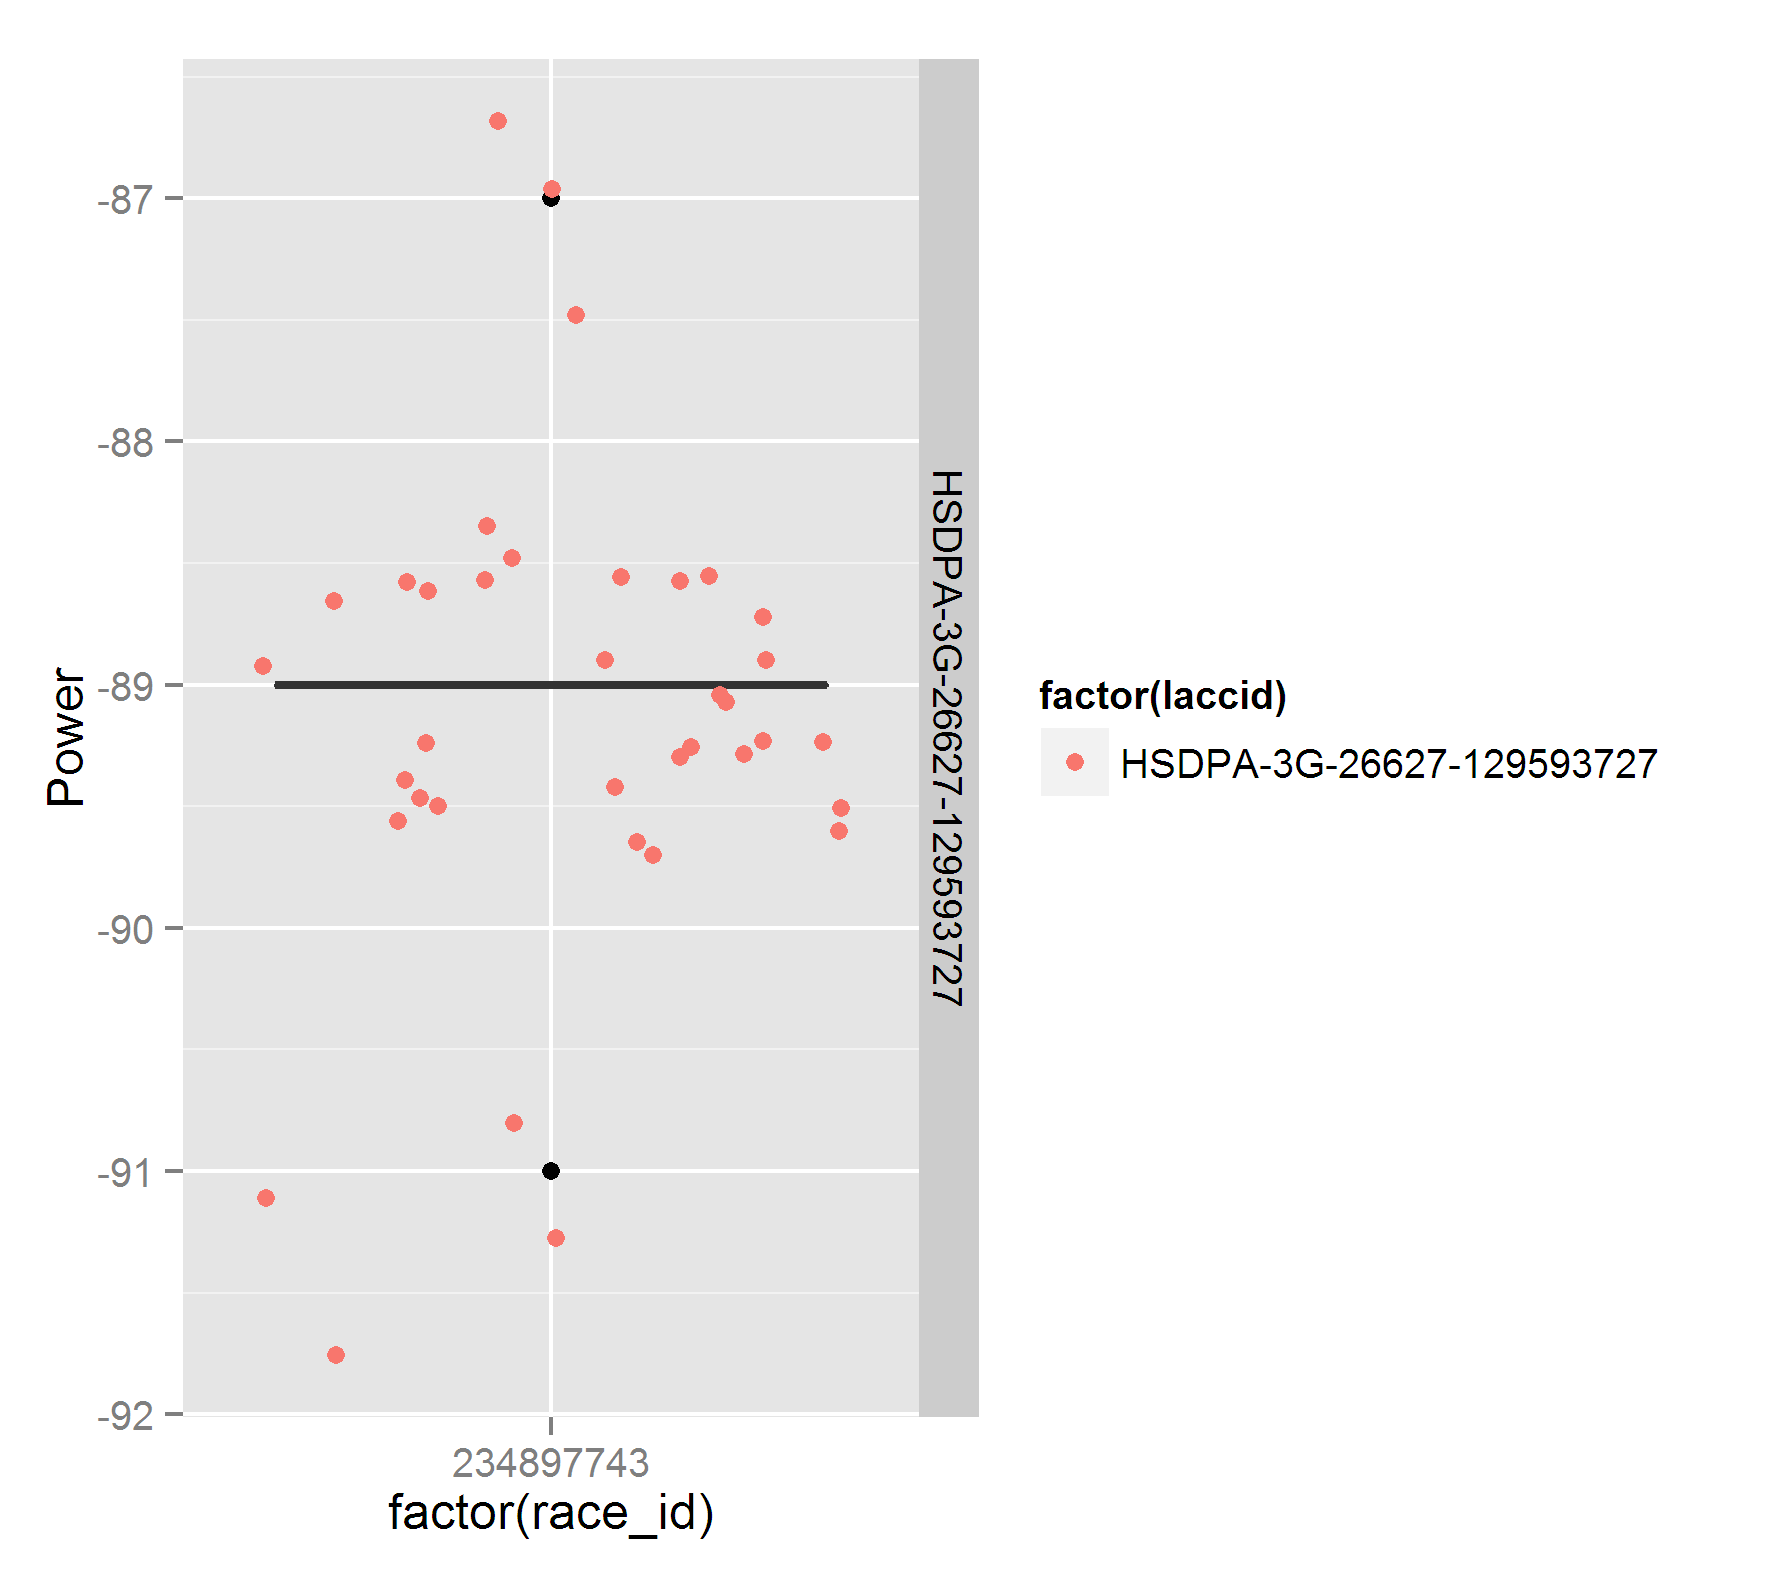 -87
-88
-89
-90
-91
-92
Power
234897743
factor(race_id)
HSDPA-3G-26627-129593727
factor(laccid)
HSDPA-3G-26627-129593727